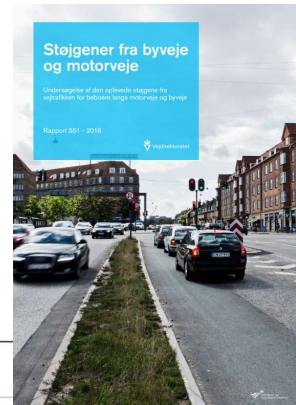 Støjgener fra byveje
og motorveje
Undersøgelse af den oplevede støjgene fra
vejtrafikken for beboere langs motorveje og byveje
Rapport 551 - 2016
Vejdirektoratet